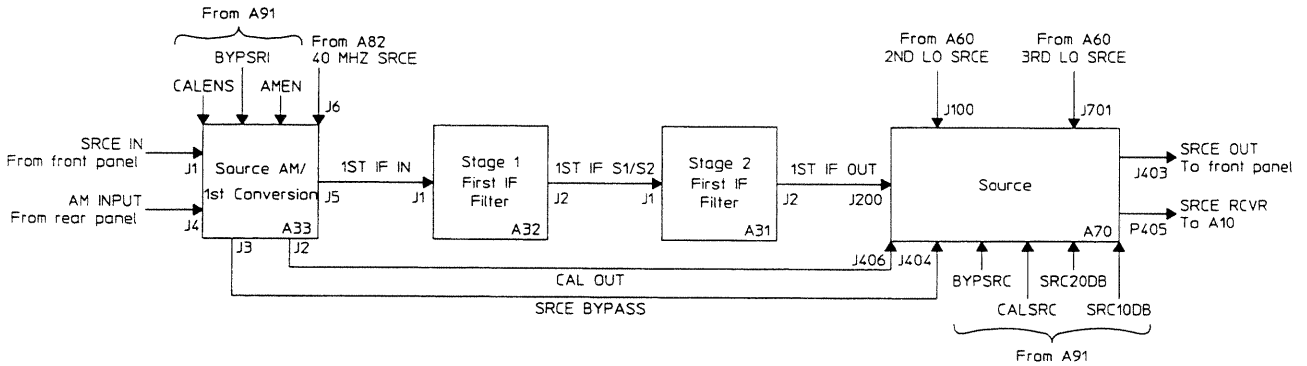 From A91
BYPSRI
CALENS
AMEN
From A82
40 MHZ SRCE
J6
SRCE IN
From front panel
J1
AM INPUT
From rear panel
J4
Source AM/
1st Conversion
A33
J5
J3
J2
1ST IF IN
J1
Stage 1
First IF
Filter
A32
1ST IF S1/S2
J2
J1
Stage 2
First IF
Filter
A31
1ST IF OUT
J2
J200
From A60
2ND LO SRCE
J100
From A60
3RD LO SRCE
J701
Source
A70
SRCE OUT
To front panel
J403
SRCE RCVR
To A10
P405
J406
J404
CAL OUT
SRCE BYPASS
BYPSRC
SRC20DB
CALSRC
SRC10DB
From A91